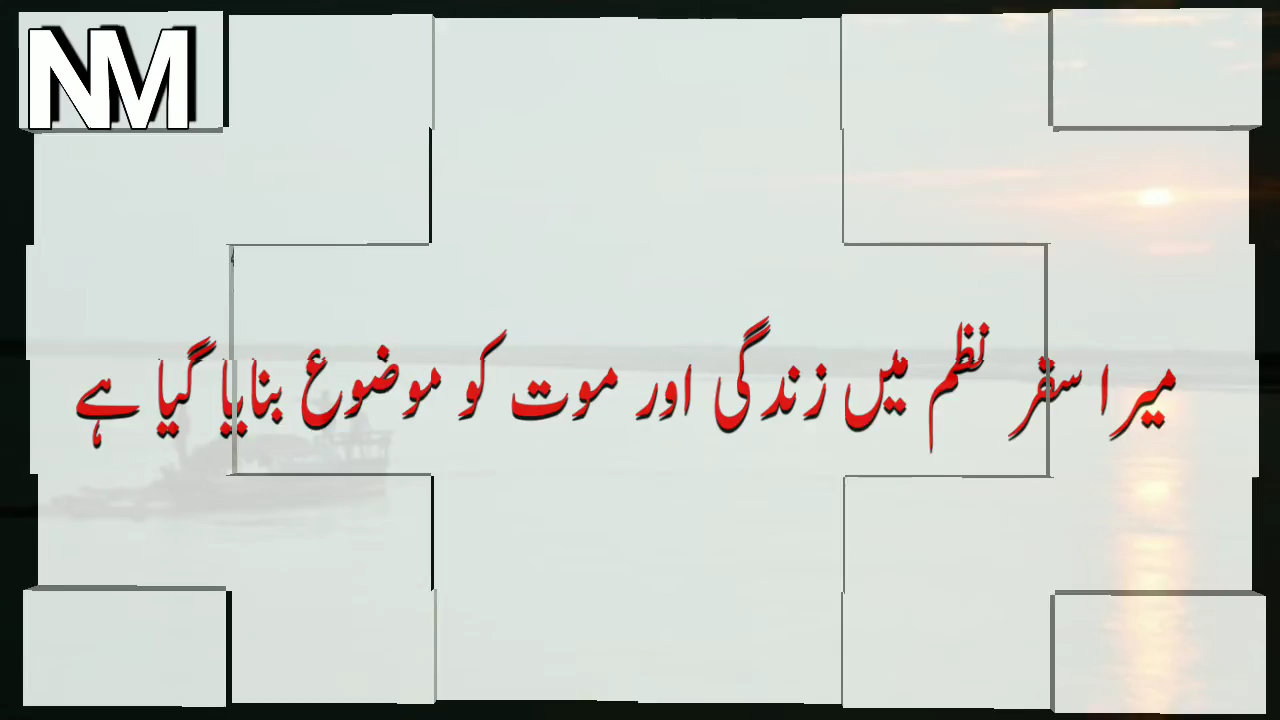 NM
میرا سفر نظم میں زندگی اور موت کو موضوع بنایا گیا ہے